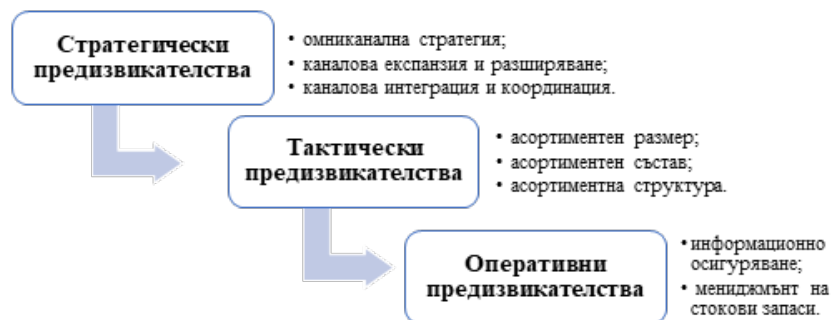 Стратегически
предизвикателства
• омниканална стратегия;
• каналова експанзия и разширяване;
• каналова интеграция и координация.
Тактически
предизвикателства
• асортиментен размер;
• асортиментен състав;
• асортиментна структура.
Оперативни
предизвикателства
• информационно
осигуряване;
• мениджмънт на
стокови запаси.